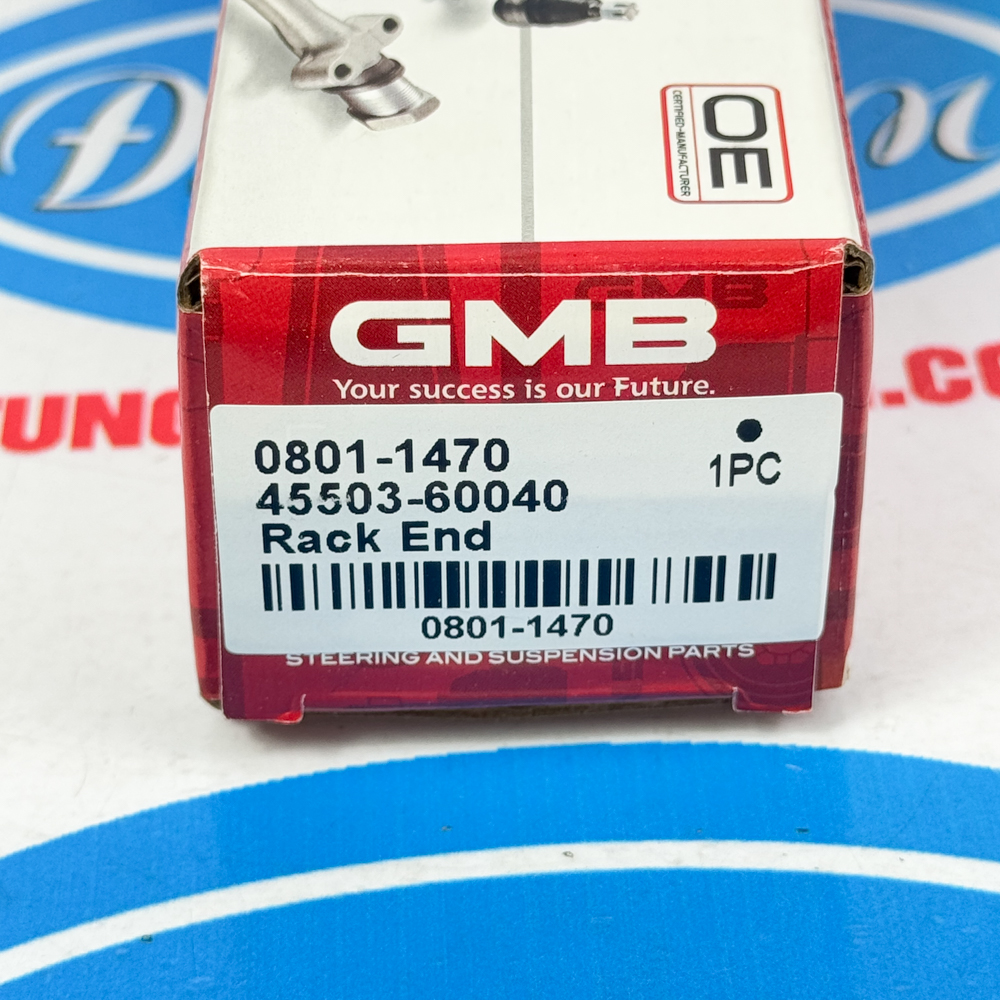 OE
CERTIFIED-MANUFACTURER
GMB
GMB
Your success is our Future.
0801-1470
1PC
45503-60040
Rack End
0801-1470
STEERING AND SUSPENSION PARTS